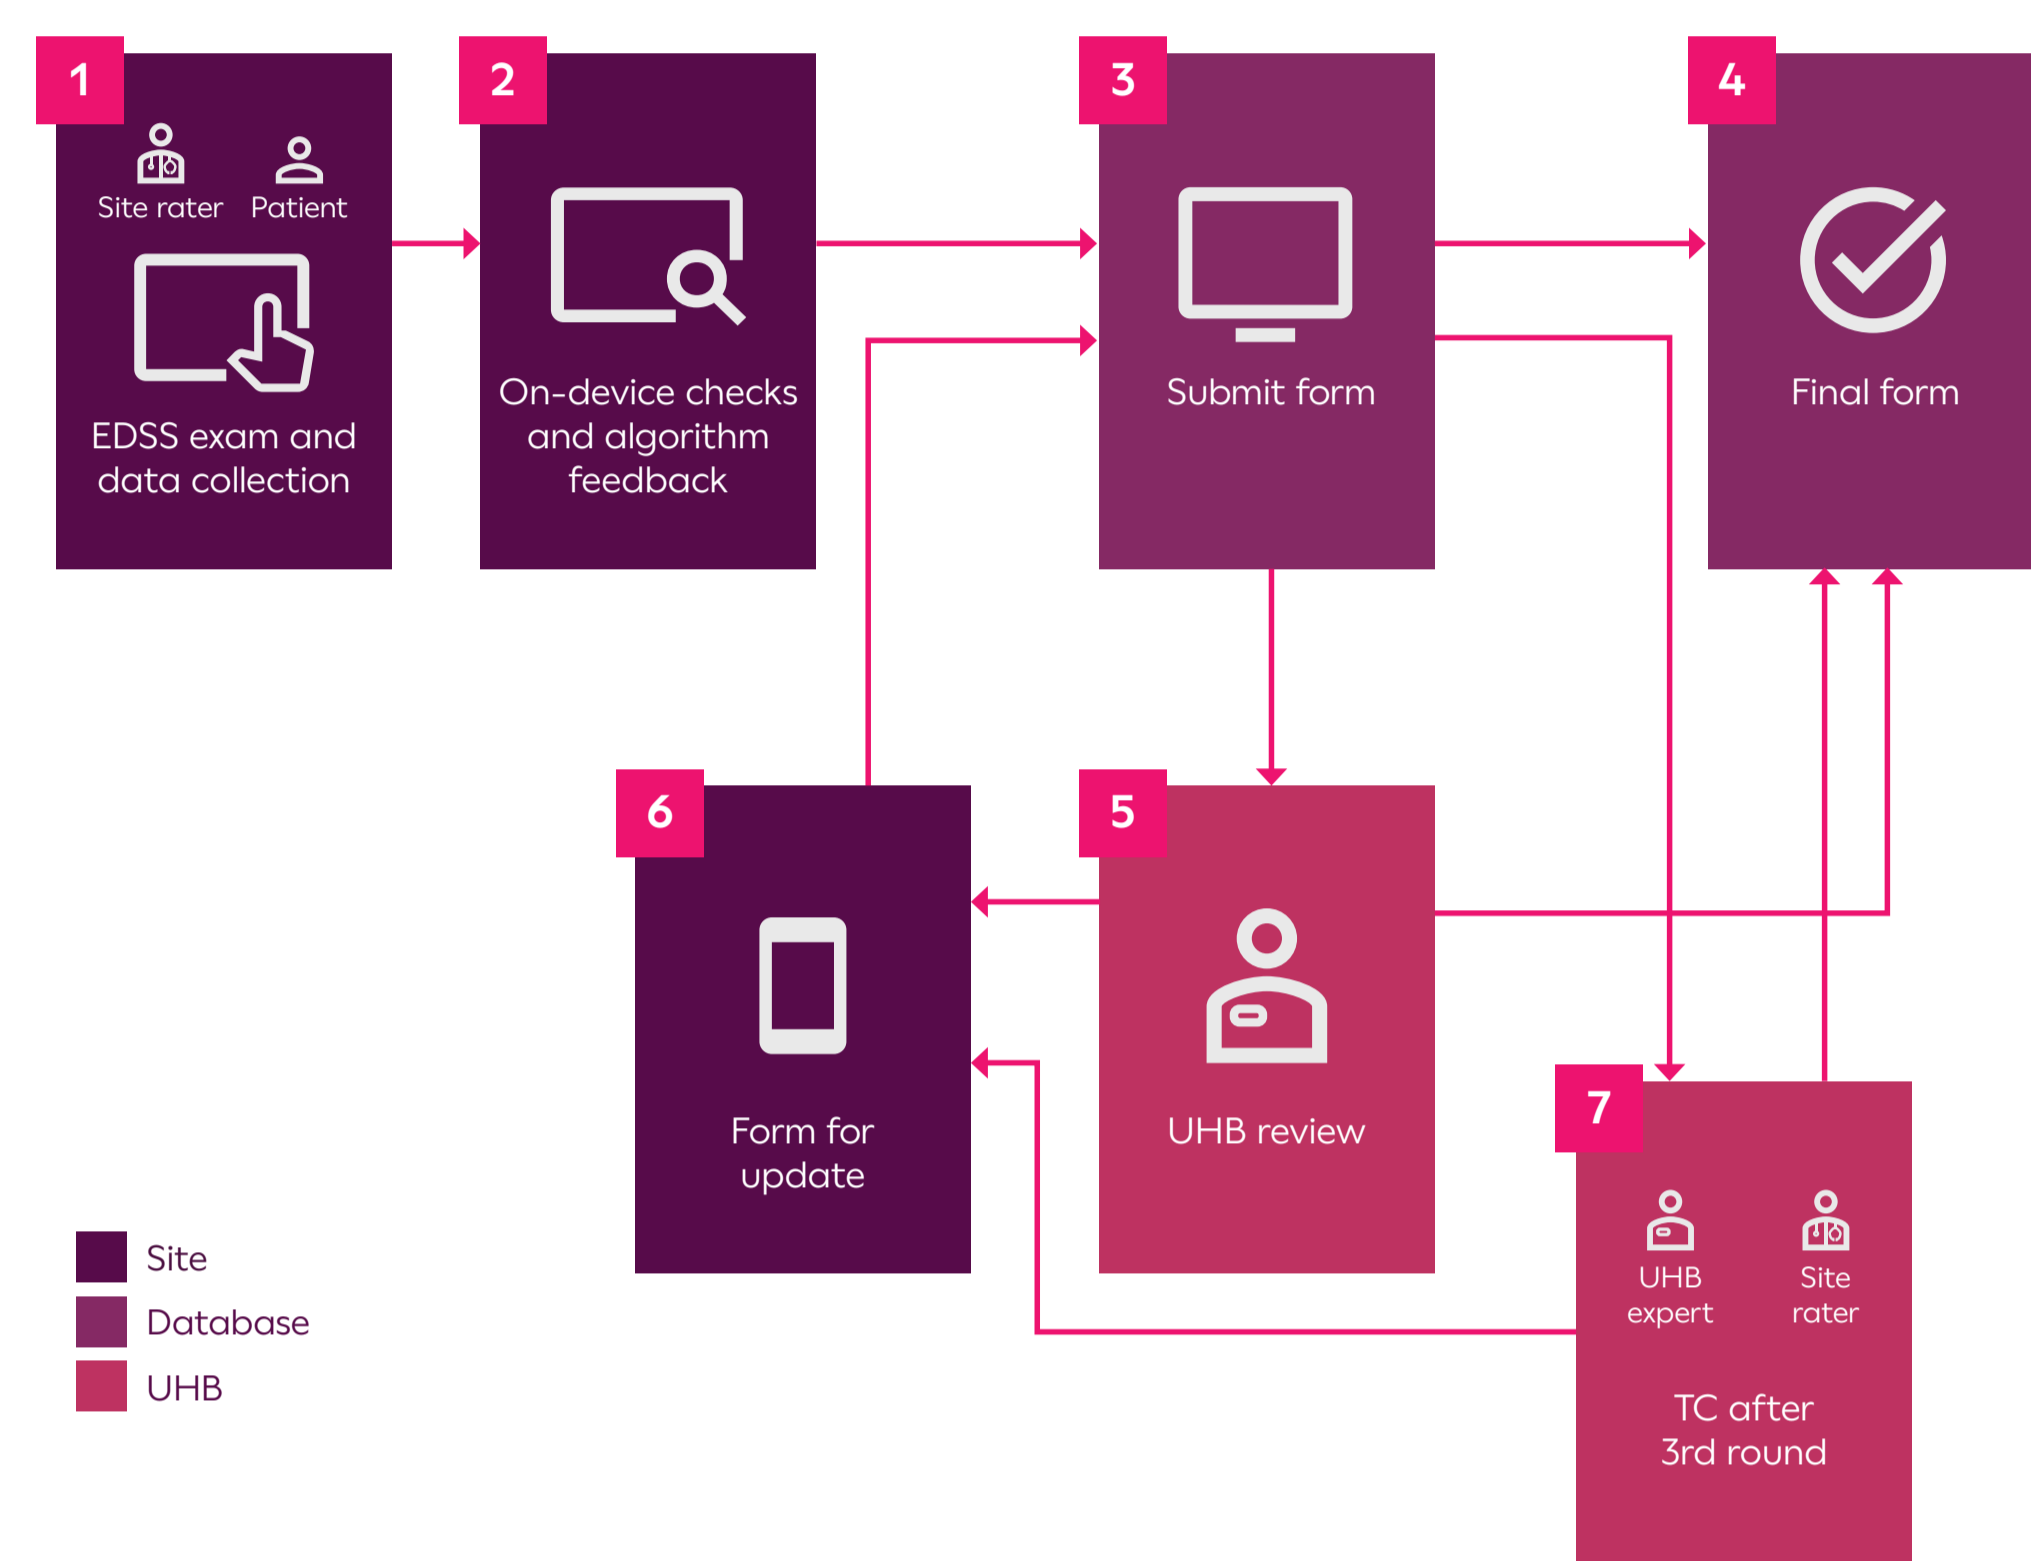 1
Site rater
Patient
EDSS exam and
data collection
2
On-device checks
and algorithm
feedback
3
Submit form
4
Final form
6
Form for
update
5
UHB review
7
UHB
expert
Site
rater
TC after
3rd round
Site
Database
UHB